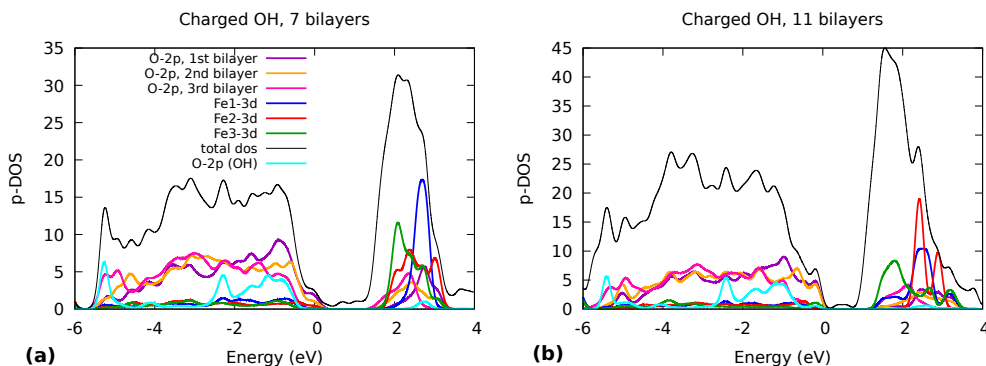 Charged OH, 7 bilayers
35
30
25
20
15
10
5
0
p-DOS
O-2p, 1st bilayer
O-2p, 2nd bilayer
O-2p, 3rd bilayer
Fe1-3d
Fe2-3d
Fe3-3d
total dos
O-2p (OH)
-6 -4 -2 0 2 4
Energy (eV)
(a)
Charged OH, 11 bilayers
45
40
35
30
25
20
15
10
5
0
p-DOS
-6 -4 -2 0 2 4
Energy (eV)
(b)